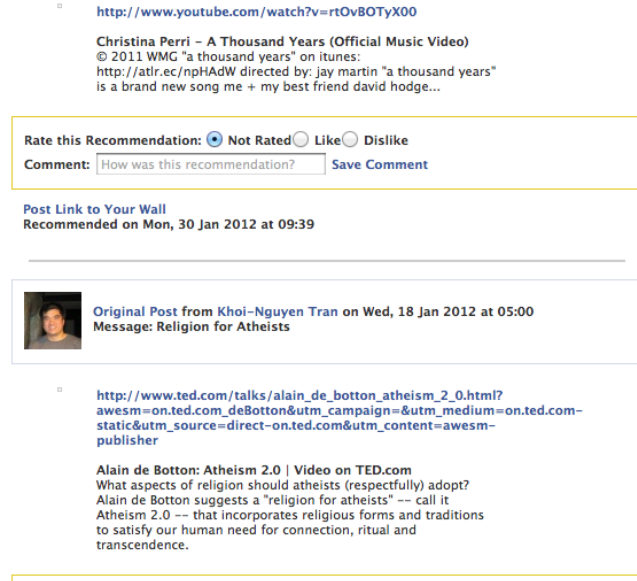 http://www.youtube.com/watch?v=rtOvBOTyX00
Christina Perri - A Thousand Years (Official Music Video)
© 2011 WMG "a thousand years" on itunes:
http://atlr.ec/npHAdW directed by: jay martin "a thousand years"
is a brand new song me + my best friend david hodge...
Rate this Recommendation: Not Rated Like Dislike
Comment: How was this recommendation? Save Comment
Post Link to Your Wall
Recommended on Mon, 30 Jan 2012 at 09:39
Original Post from Khoi-Nguyen Tran on Wed, 18 Jan 2012 at 05:00
Message: Religion for Atheists
http://www.ted.com/talks/alain_de_botton_atheism_2_0.html?
awesm=on.ted.com_deBotton&utm_campaign=&utm_medium=on.ted.com-
static&utm_source=direct-on.ted.com&utm_content=awesm-
publisher
Alain de Botton: Atheism 2.0 | Video on TED.com
What aspects of religion should atheists (respectfully) adopt?
Alain de Botton suggests a "religion for atheists" -- call it
Atheism 2.0 -- that incorporates religious forms and traditions
to satisfy our human need for connection, ritual and
transcendence.